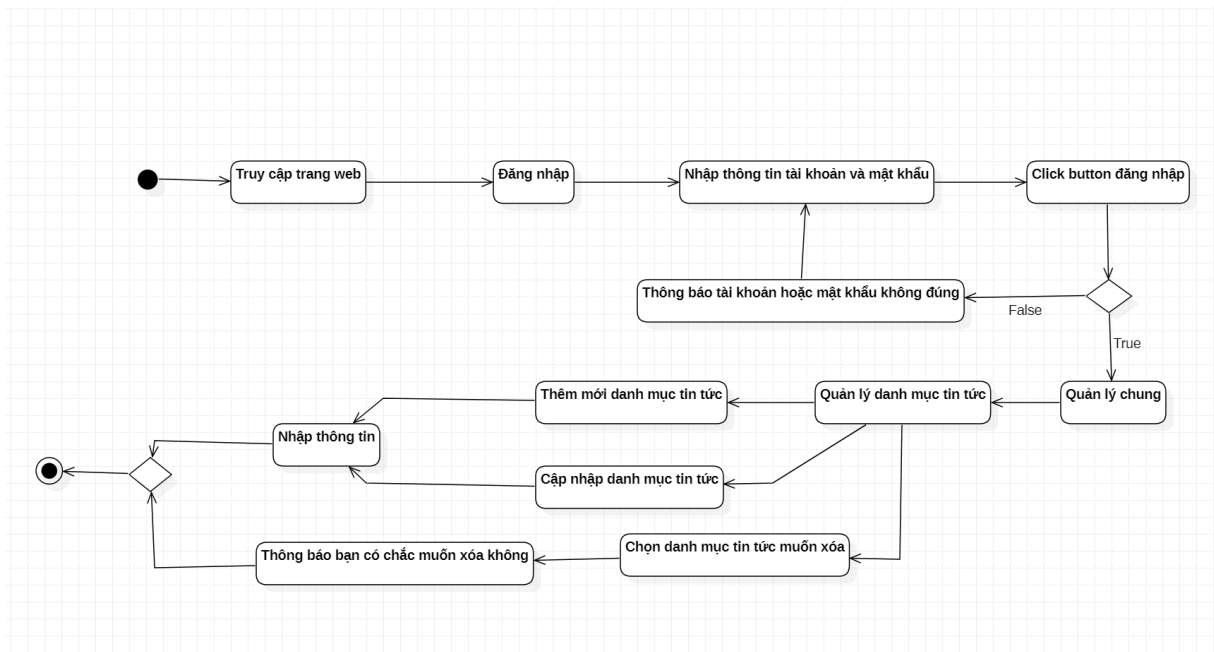 Truy cập trang web
Đăng nhập
Nhập thông tin tài khoản và mật khẩu
Click button đăng nhập
Thông báo tài khoản hoặc mật khẩu không đúng
False
True
Thêm mới danh mục tin tức
Quản lý danh mục tin tức
Quản lý chung
Nhập thông tin
Cập nhập danh mục tin tức
Chọn danh mục tin tức muốn xóa
Thông báo bạn có chắc muốn xóa không